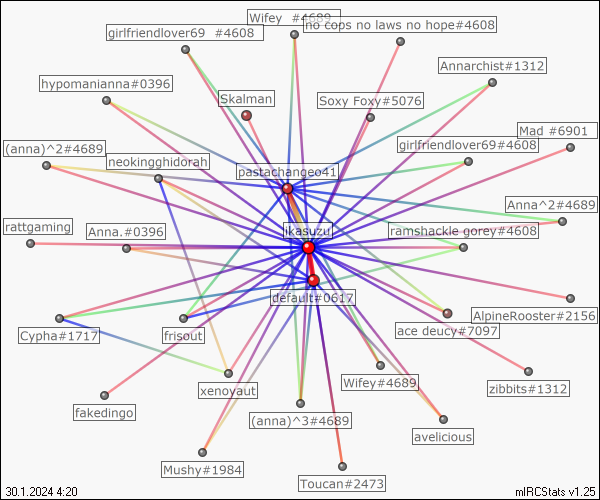 Wifey #4689
no cops no laws no hope#4608
girlfriendlover69 #4608
Annarchist#1312
hypomanianna#0396
Skalman
Soxy Foxy#5076
Mad #6901
(anna)^2#4689
neokingghidorah
girlfriendlover69#4608
pastachangeo41
Anna^2#4689
rattgaming
Anna.#0396
ikasuzu
ramshackle gorey#4608
default#0617
AlpineRooster#2156
Cypha#1717
frisout
ace deucy#7097
xenoyaut
Wifey#4689
zibbits#1312
fakedingo
(anna)^3#4689
avelicious
Mushy#1984
Toucan#2473
30.1.2024 4:20
mIRCStats v1.25